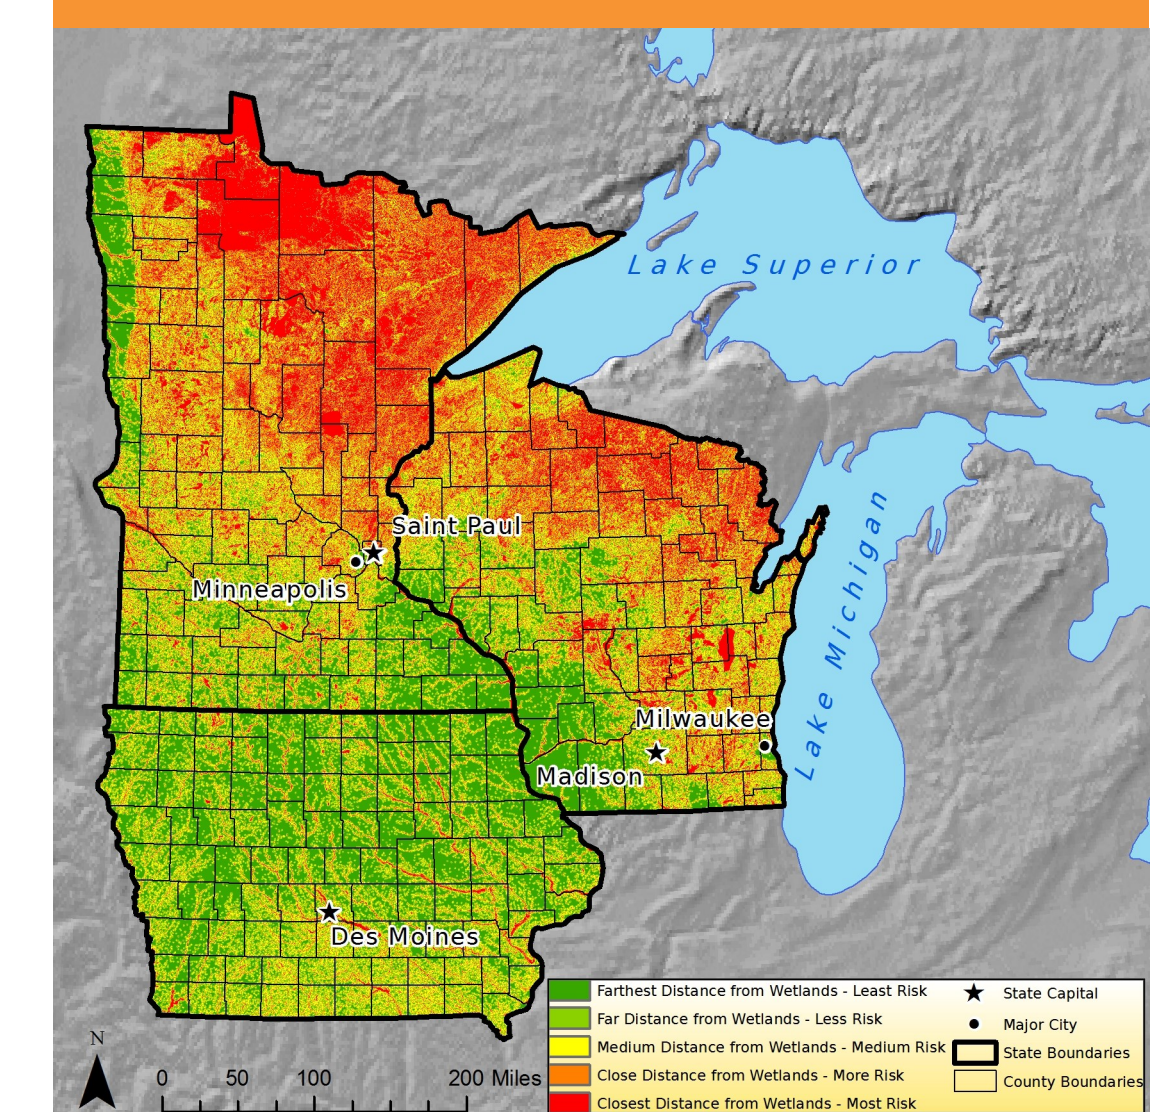 Lake Superior
Lake Michigan
Saint Paul
Minneapolis
Milwaukee
Madison
Des Moines
N
0 50 100 200 Miles
Farthest Distance from Wetlands - Least Risk
Far Distance from Wetlands - Less Risk
Medium Distance from Wetlands - Medium Risk
Close Distance from Wetlands - More Risk
Closest Distance from Wetlands - Most Risk
State Capital
Major City
State Boundaries
County Boundaries